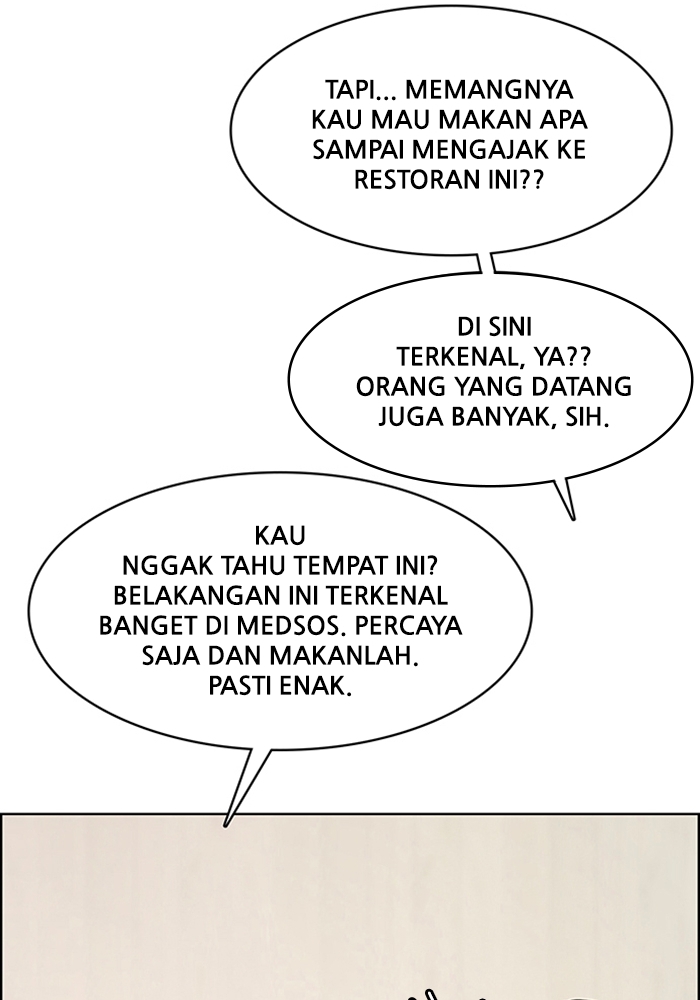 TAPI... MEMANGNYA
KAU MAU MAKAN APA
SAMPAI MENGAJAK KE
RESTORAN INI??
DI SINI
TERKENAL, YA??
ORANG YANG DATANG
JUGA BANYAK, SIH.
KAU
NGGAK TAHU TEMPAT INI?
BELAKANGAN INI TERKENAL
BANGET DI MEDSOS. PERCAYA
SAJA DAN MAKANLAH.
PASTI ENAK.